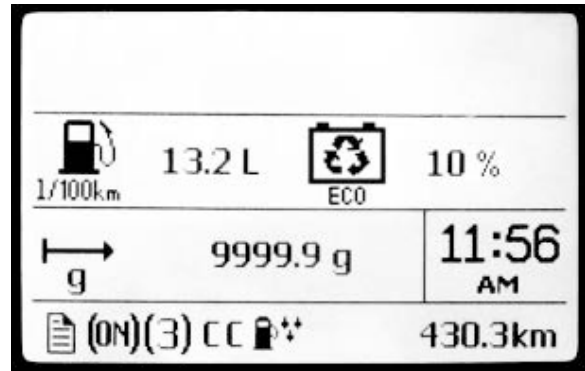 13.2 L 10 %
1/100km ECO
9999.9 g 11:56
g AM
(ON)(3) CC 430.3km